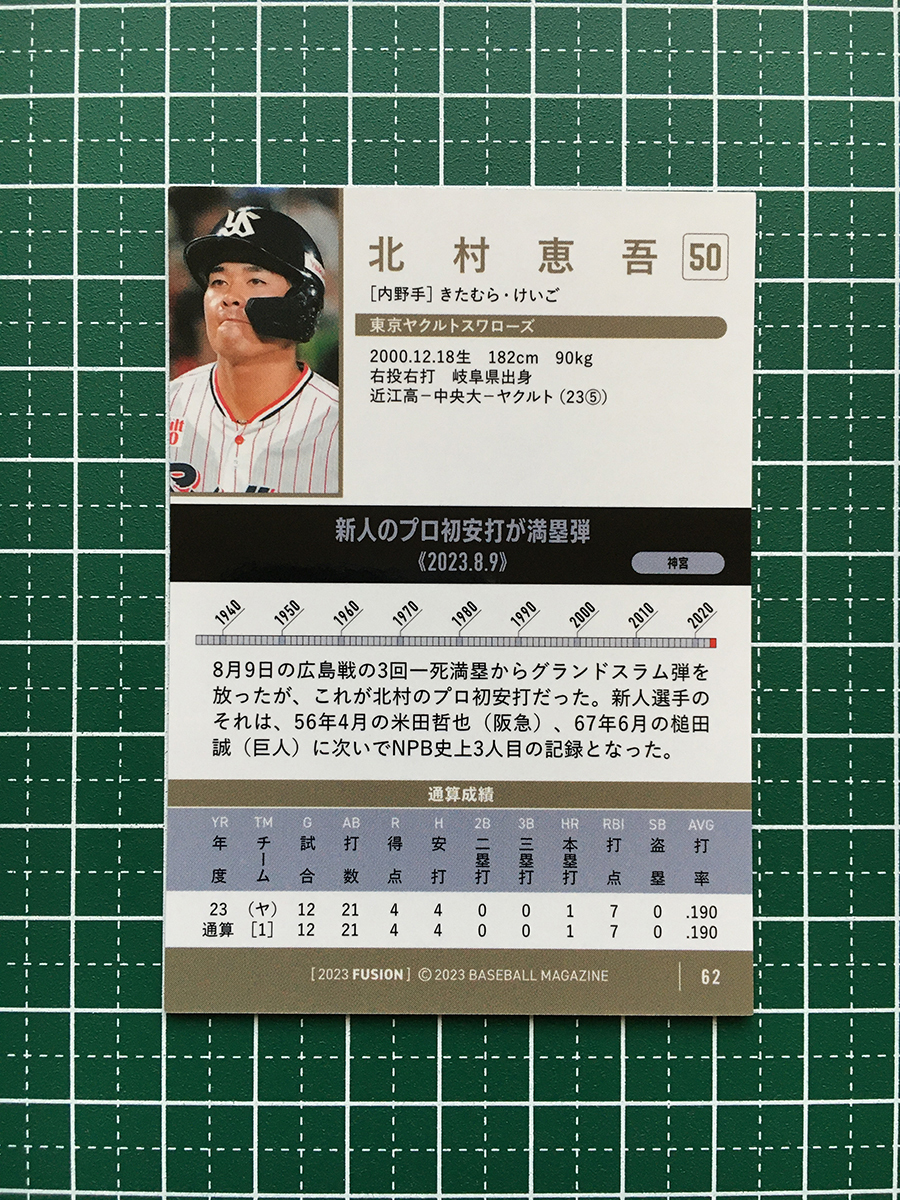 北村恵吾 50
［内野手］きたむら・けいご
東京ヤクルトスワローズ
2000.12.18生 182cm 90kg
右投右打 岐阜県出身
近江高－中央大－ヤクルト（23⑤）
新人のプロ初安打が満塁弾
《2023.8.9》
神宮
1940 1950 1960 1970 1980 1990 2000 2010 2020
8月9日の広島戦の3回一死満塁からグランドスラム弾を
放ったが、これが北村のプロ初安打だった。新人選手の
それは、56年4月の米田哲也（阪急）、67年6月の槌田
誠（巨人）に次いでNPB史上3人目の記録となった。
通算成績
YR TM G AB R H 2B 3B HR RBI SB AVG
年度 チーム 試合 打数 得点 安打 二塁打 三塁打 本塁打 打点 盗塁 打率
23 （ヤ） 12 21 4 4 0 0 1 7 0 .190
通算 ［1］ 12 21 4 4 0 0 1 7 0 .190
［2023 FUSION］©2023 BASEBALL MAGAZINE
62